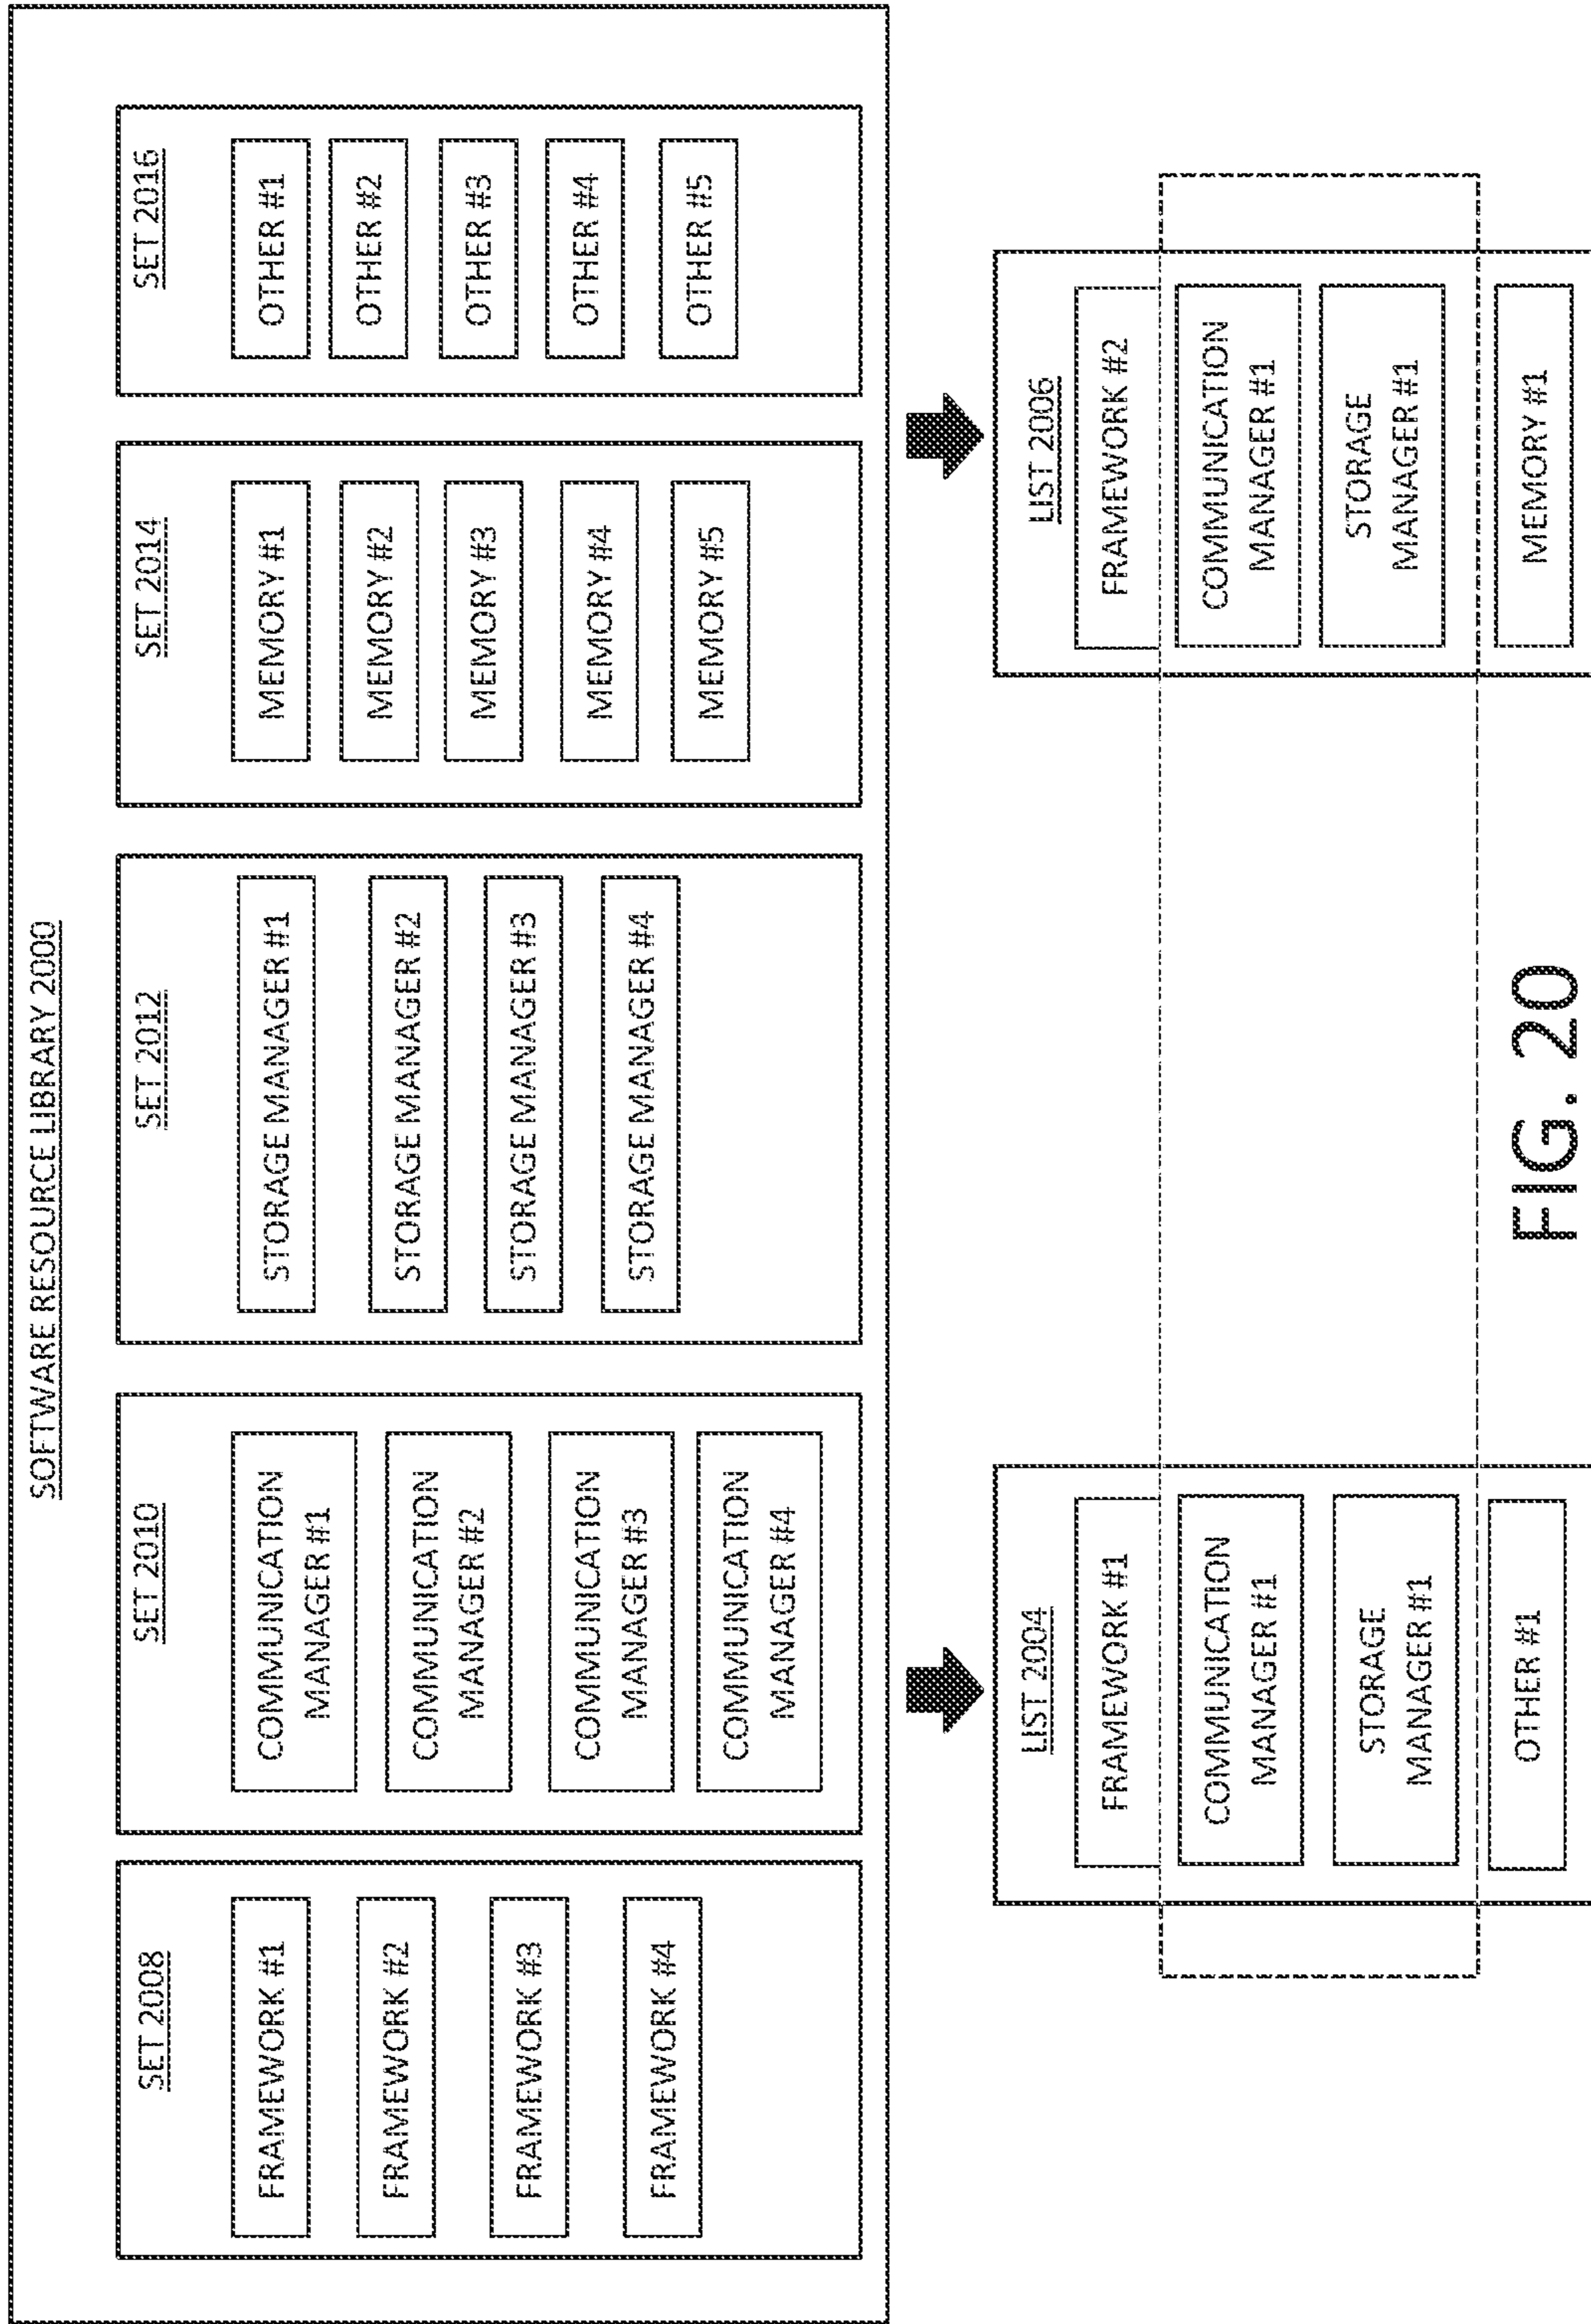 SOFTWARE RESOURCE LIBRARY 2000
SET 2008
FRAMEWORK #1
FRAMEWORK #2
FRAMEWORK #3
FRAMEWORK #4
SET 2010
COMMUNICATION
MANAGER #1
COMMUNICATION
MANAGER #2
COMMUNICATION
MANAGER #3
COMMUNICATION
MANAGER #4
SET 2012
STORAGE MANAGER #1
STORAGE MANAGER #2
STORAGE MANAGER #3
STORAGE MANAGER #4
SET 2014
MEMORY #1
MEMORY #2
MEMORY #3
MEMORY #4
MEMORY #5
SET 2016
OTHER #1
OTHER #2
OTHER #3
OTHER #4
OTHER #5
LIST 2004
FRAMEWORK #1
COMMUNICATION
MANAGER #1
STORAGE
MANAGER #1
OTHER #1
LIST 2006
FRAMEWORK #2
COMMUNICATION
MANAGER #1
STORAGE
MANAGER #1
MEMORY #1
FIG. 20